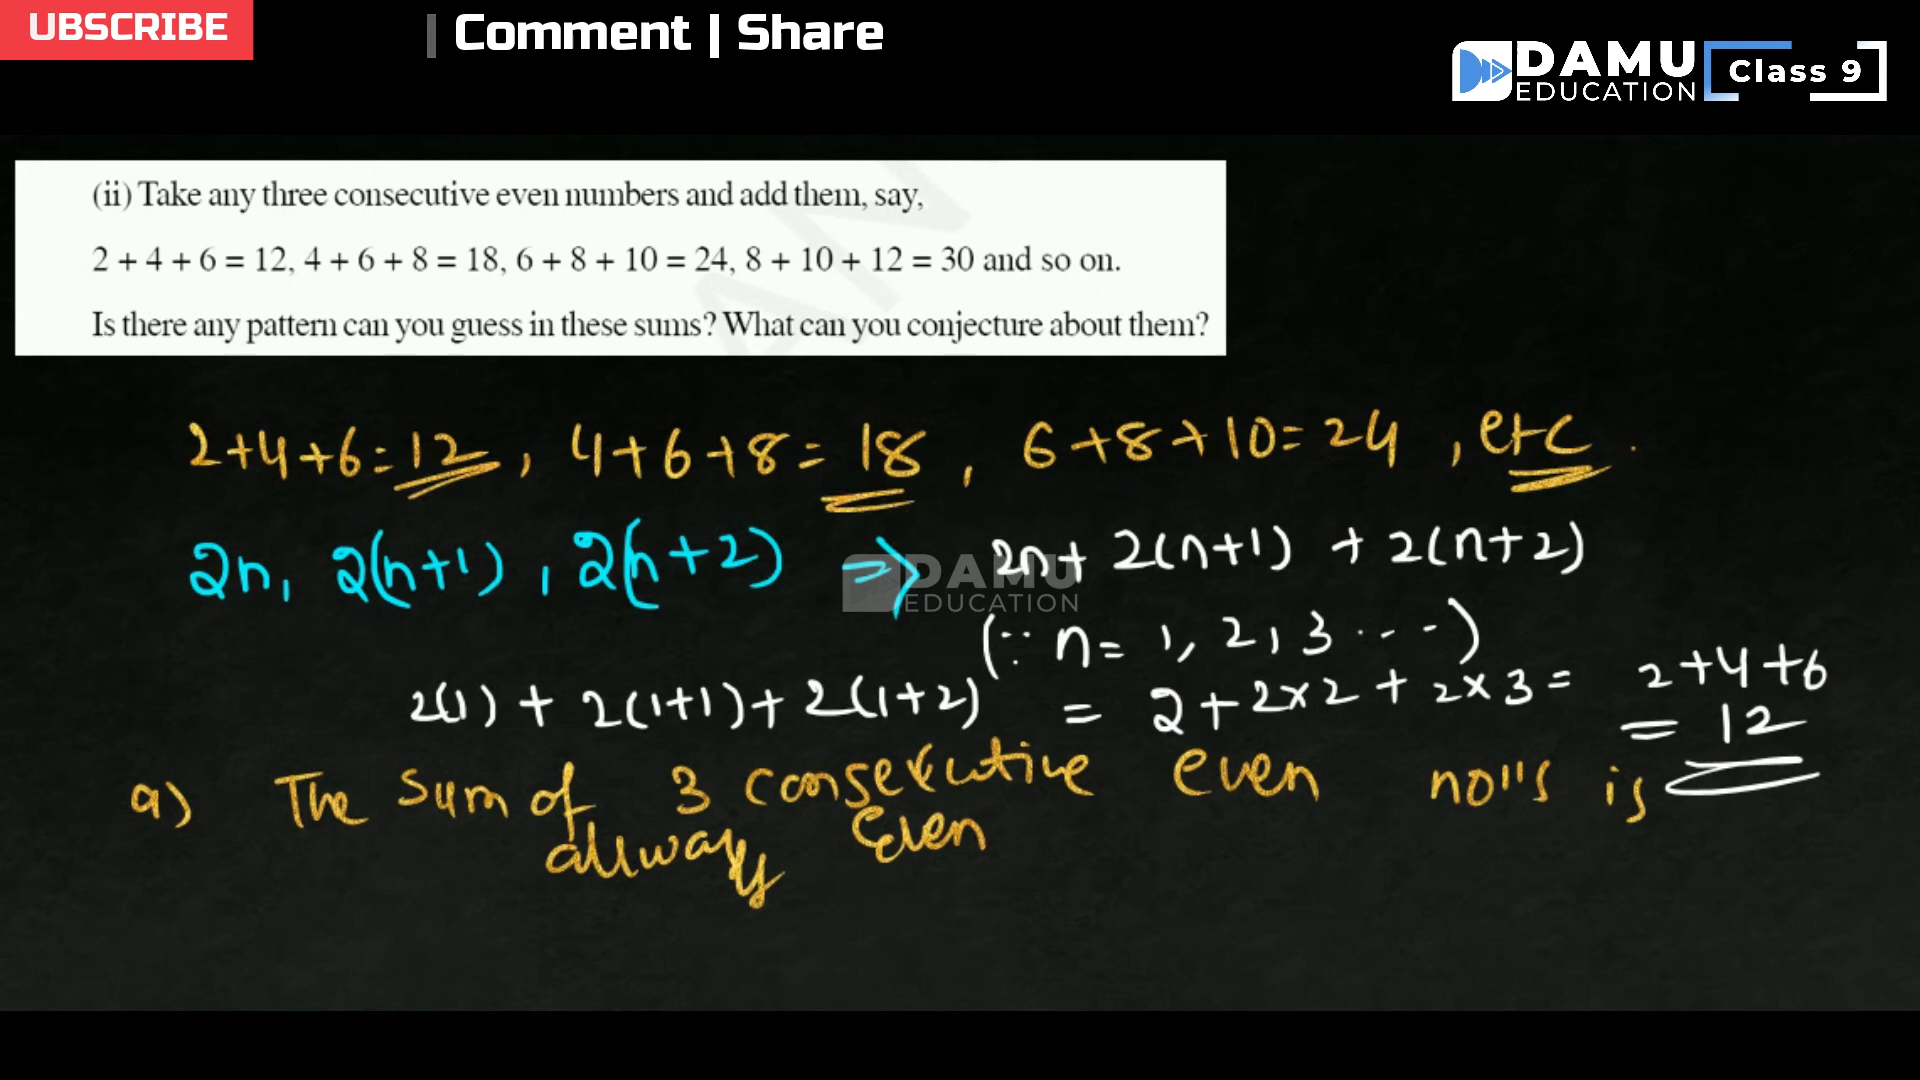 UBSCRIBE
| Comment | Share
DAMU
EDUCATION
Class 9
(ii) Take any three consecutive even numbers and add them, say,
2 + 4 + 6 = 12, 4 + 6 + 8 = 18, 6 + 8 + 10 = 24, 8 + 10 + 12 = 30 and so on.
Is there any pattern can you guess in these sums? What can you conjecture about them?
2+4+6=12, 4+6+8=18, 6+8+10=24, etc.
2n, 2(n+1), 2(n+2) => 2n+ 2(n+1) + 2(n+2)
DAMU
EDUCATION
(∵ n= 1, 2, 3 ...)
2(1) + 2(1+1)+ 2(1+2) = 2+2×2 + 2×3 = 2+4+6
= 12
a) The sum of 3 consecutive even no"s is
allways Even